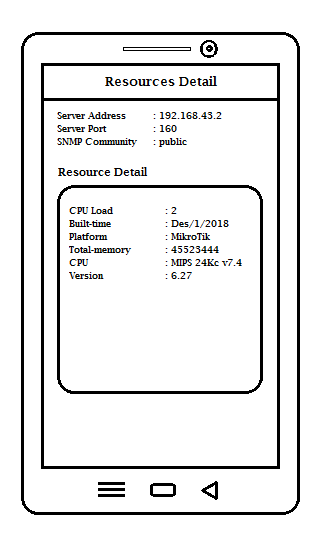 Resources Detail
Server Address : 192.168.43.2
Server Port : 160
SNMP Community : public
Resource Detail
CPU Load : 2
Built-time : Des/1/2018
Platform : MikroTik
Total-memory : 45523444
CPU : MIPS 24Kc v7.4
Version : 6.27